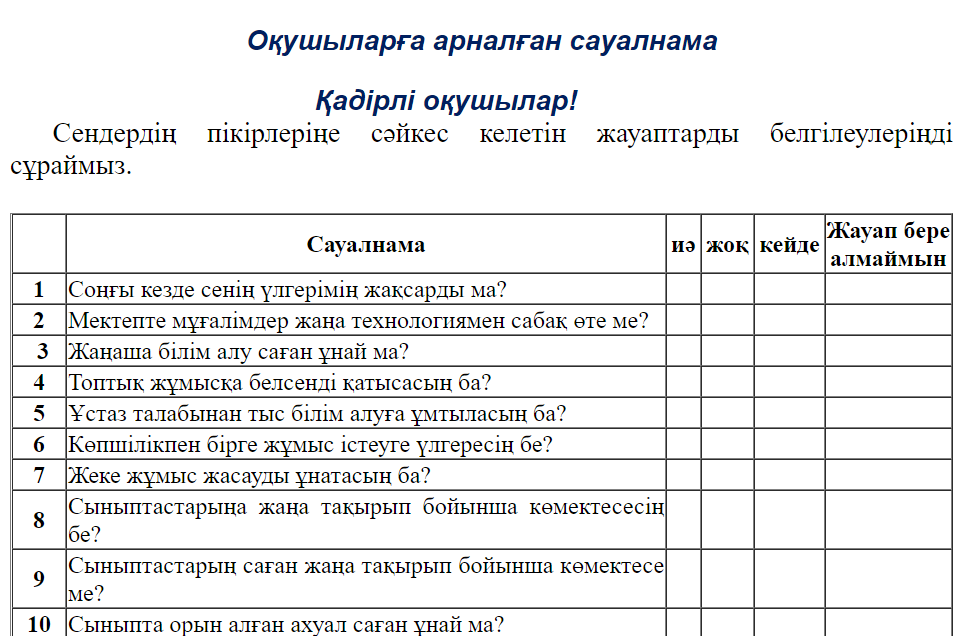 Оқушыларға арналған сауалнама
Қадірлі оқушылар!
Сендердің пікірлеріңе сәйкес келетін жауаптарды белгілеулеріңді
сұраймыз.
Сауалнама иә жоқ кейде Жауап бере
алмаймын
1 Соңғы кезде сенің үлгерімің жақсарды ма?
2 Мектепте мұғалімдер жаңа технологиямен сабақ өте ме?
3 Жаңаша білім алу саған ұнай ма?
4 Топтық жұмысқа белсенді қатысасың ба?
5 Ұстаз талабынан тыс білім алуға ұмтыласың ба?
6 Көпшілікпен бірге жұмыс істеуге үлгересің бе?
7 Жеке жұмыс жасауды ұнатасың ба?
8 Сыныптастарыңа жаңа тақырып бойынша көмектесесің
бе?
9 Сыныптастарың саған жаңа тақырып бойынша көмектесе
ме?
10 Сыныпта орын алған ахуал саған ұнай ма?